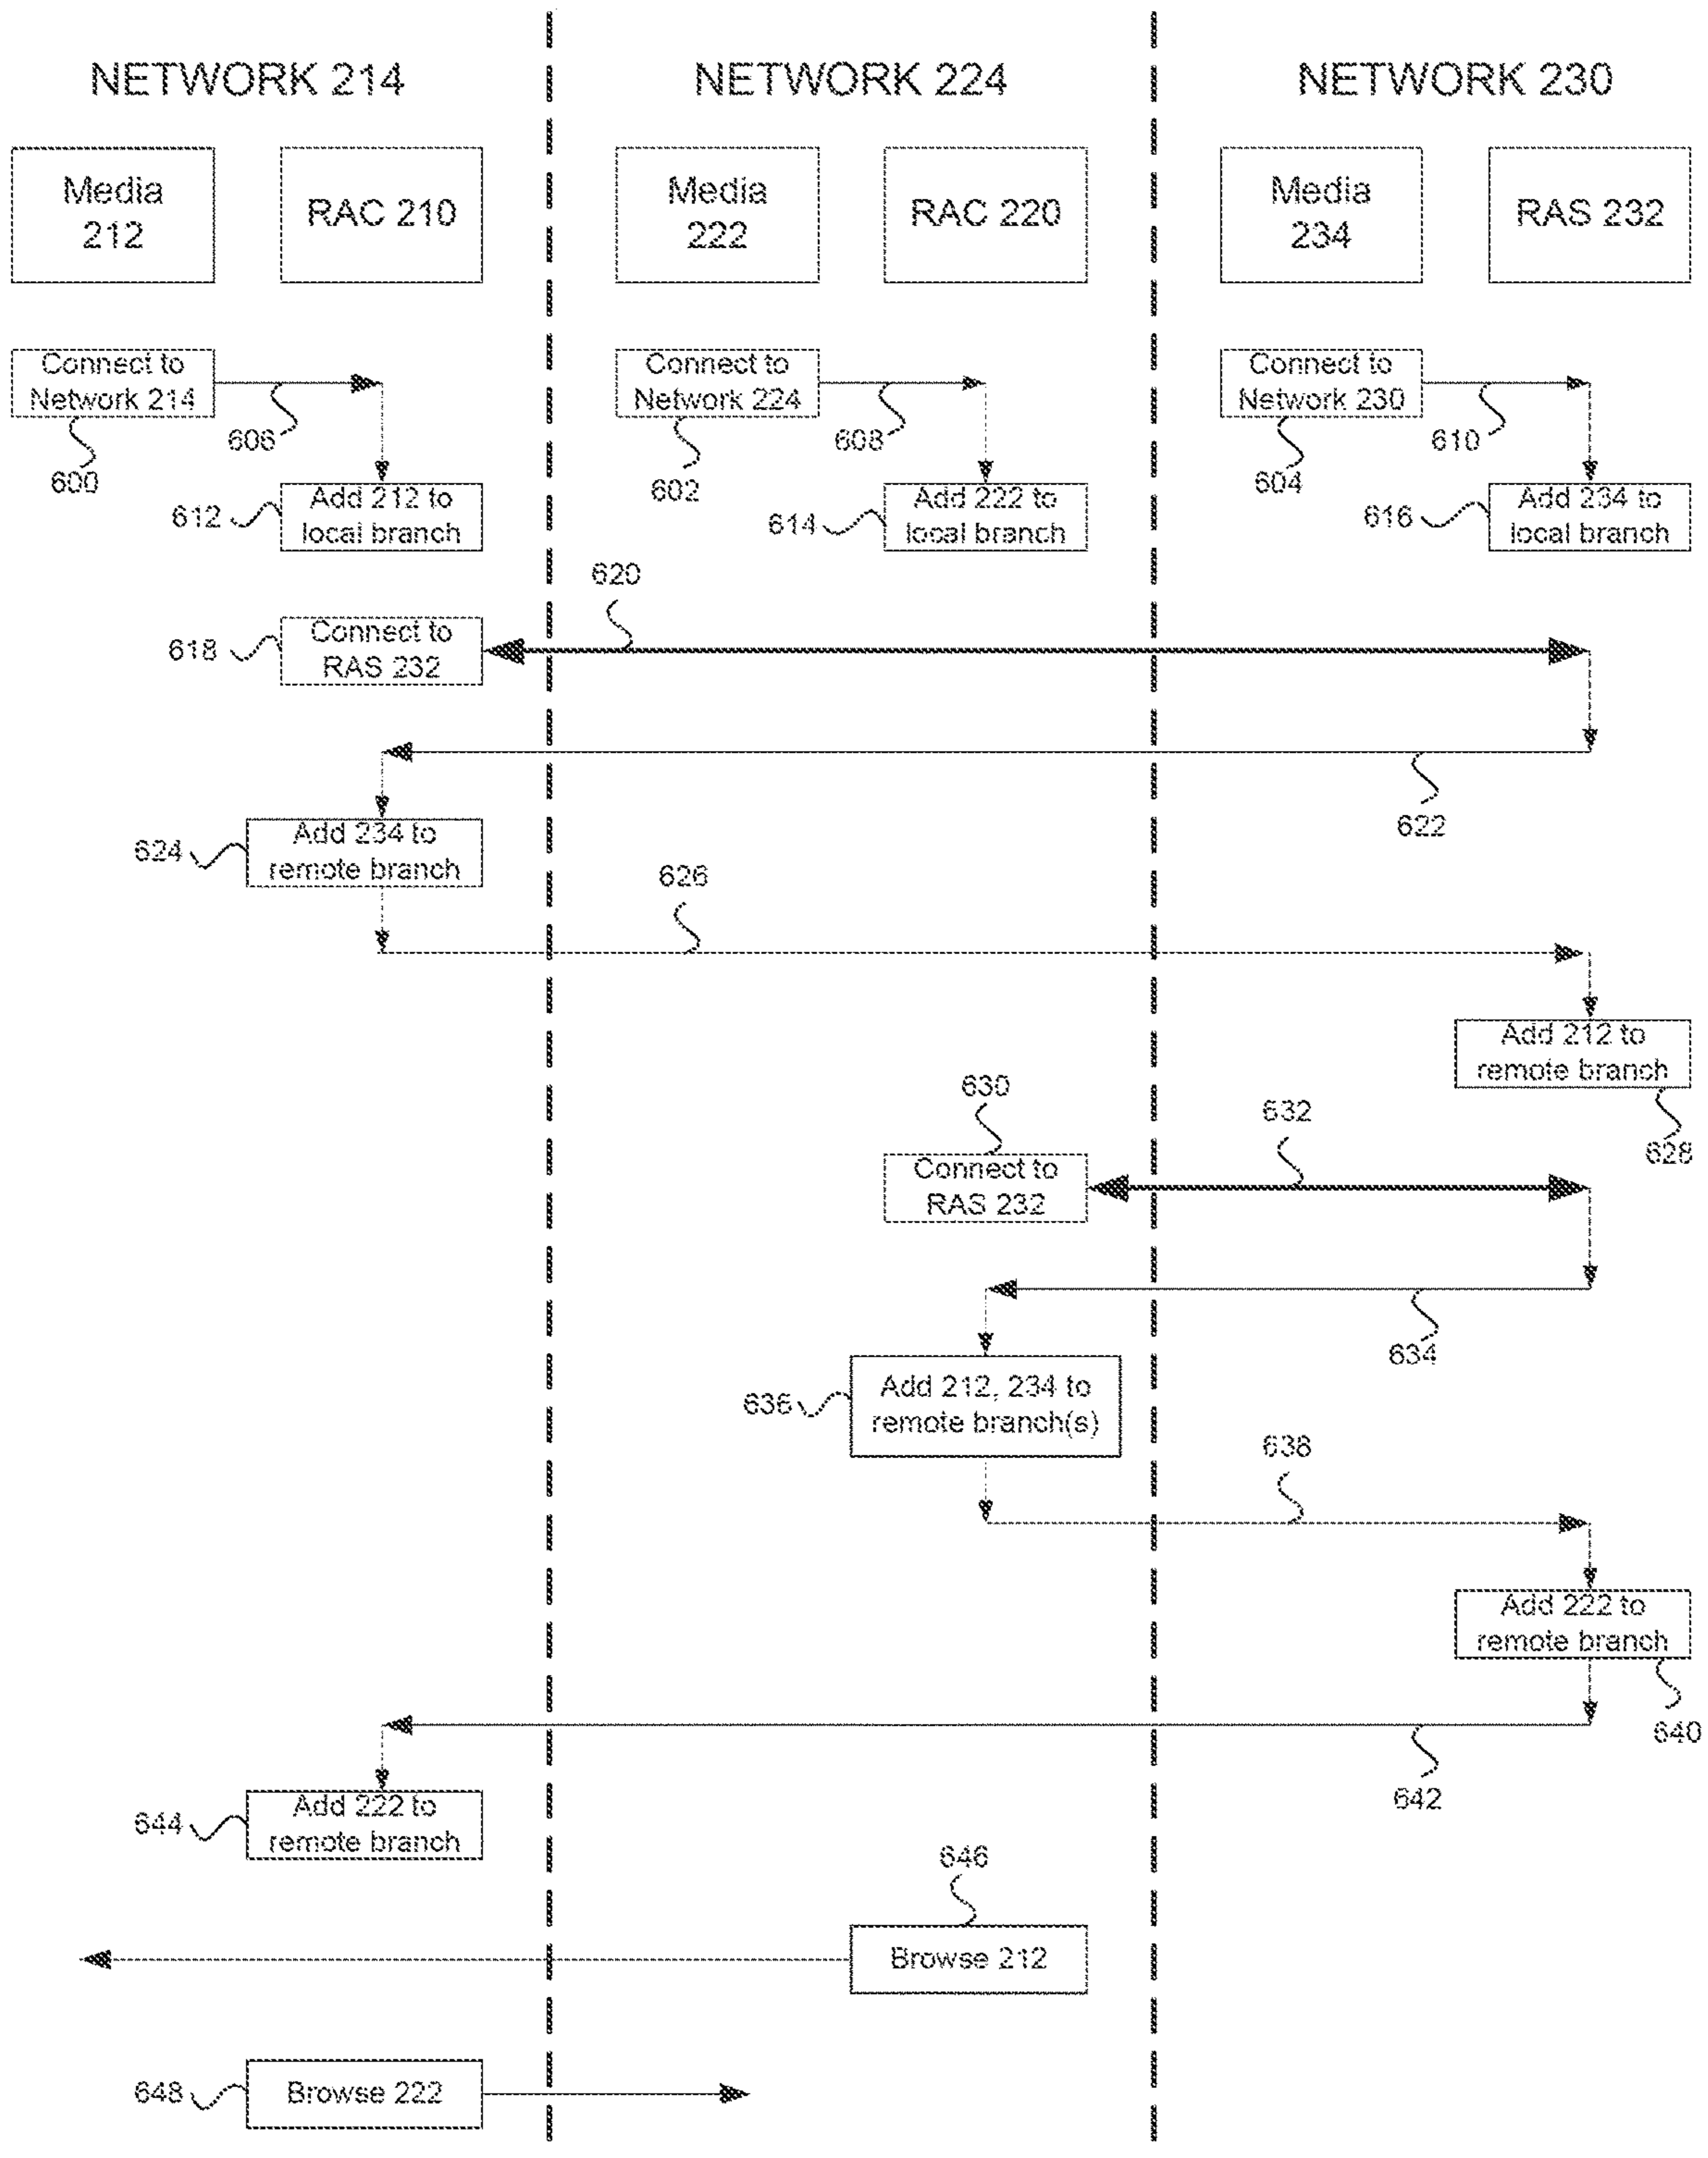 NETWORK 214
NETWORK 224
NETWORK 230
Media
212
RAC 210
Media
222
RAC 220
Media
234
RAS 232
Connect to
Network 214
606
600
Connect to
Network 224
608
602
Connect to
Network 230
610
604
612
Add 212 to
local branch
614
Add 222 to
local branch
616
Add 234 to
local branch
620
618
Connect to
RAS 232
622
624
Add 234 to
remote branch
626
Add 212 to
remote branch
628
630
632
Connect to
RAS 232
634
636
Add 212, 234 to
remote branch(s)
638
Add 222 to
remote branch
640
642
644
Add 222 to
remote branch
646
Browse 212
648
Browse 222